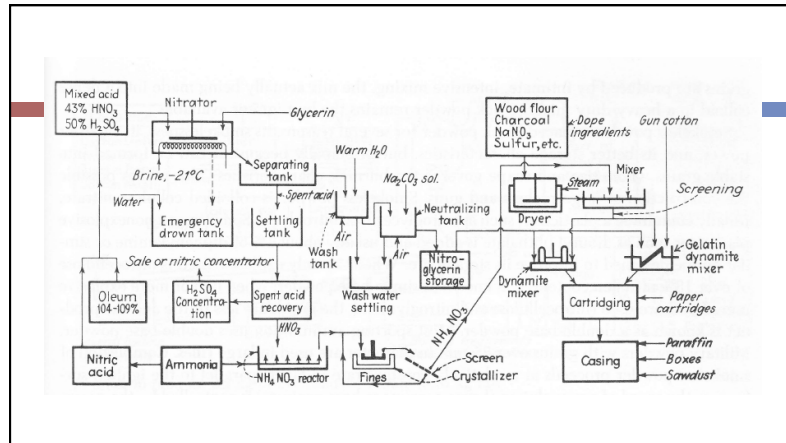 Mixed acid
43% HNO3
50% H2SO4
Nitrator
Glycerin
Brine, -21°C
Water
Emergency
drown tank
Separating
tank
Spent acid
Settling
tank
Warm H2O
Na2CO3 sol.
Neutralizing
tank
Wash
tank
Air
Air
Wash water
settling
Nitro-
glycerin
storage
Wood flour
Charcoal
NaNO3
Sulfur, etc.
Dope
ingredients
Gun cotton
Steam
Mixer
Dryer
Screening
Dynamite
mixer
Gelatin
dynamite
mixer
Sale or nitric concentrator
Oleum
104-109%
H2SO4
Concentra-
tion
Spent acid
recovery
HNO3
Nitric
acid
Ammonia
NH4NO3 reactor
Fines
Screen
Crystallizer
NH4NO3
Cartridging
Paper
cartridges
Casing
Paraffin
Boxes
Sawdust